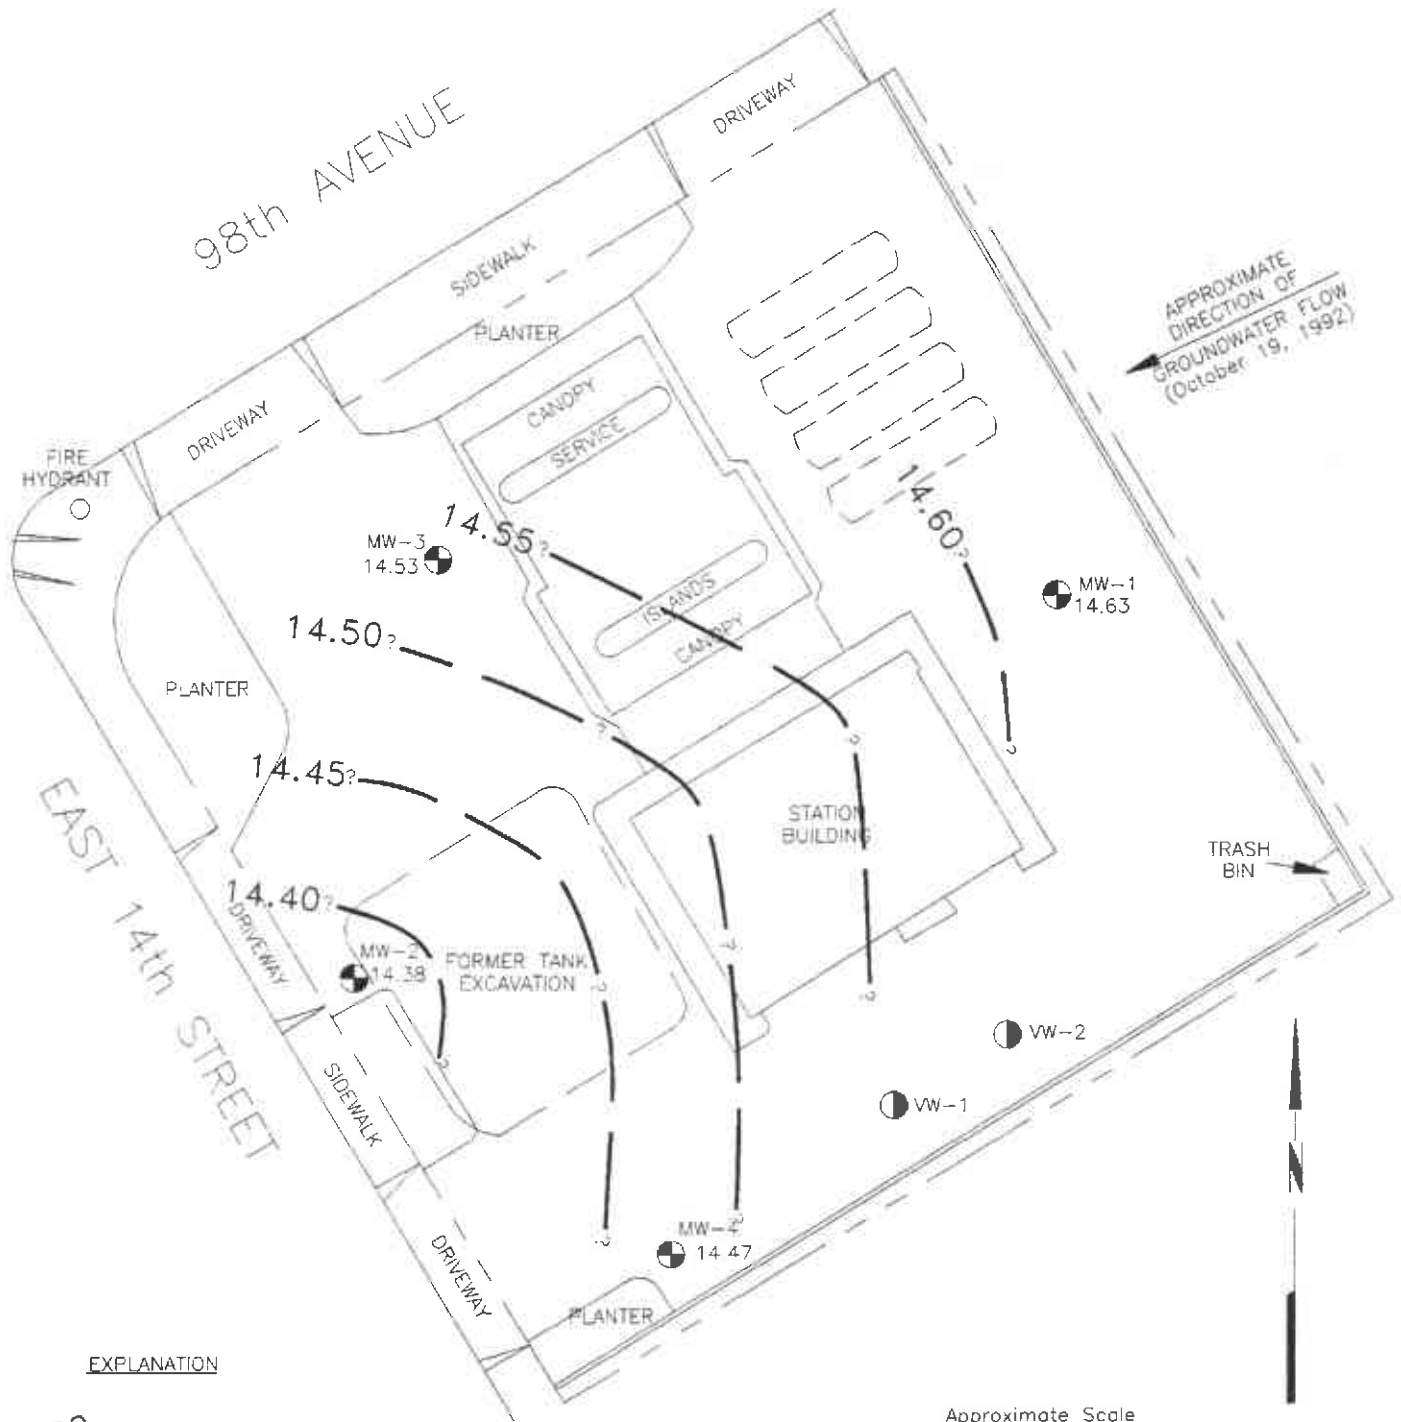 98th AVENUE
DRIVEWAY
SIDEWALK
PLANTER
APPROXIMATE
DIRECTION OF
GROUNDWATER FLOW
(October 19, 1992)
CANOPY
SERVICE
DRIVEWAY
FIRE
HYDRANT
14.55?
14.60?
MW-3
14.53
MW-1
14.63
ISLANDS
CANOPY
14.50?
PLANTER
?
?
?
14.45?
STATION
BUILDING
TRASH
BIN
EAST 14th STREET
14.40?
DRIVEWAY
MW-2
14.38
FORMER TANK
EXCAVATION
?
?
?
VW-2
?
SIDEWALK
VW-1
N
MW-4
14.47
?
?
DRIVEWAY
PLANTER
EXPLANATION
Approximate Scale